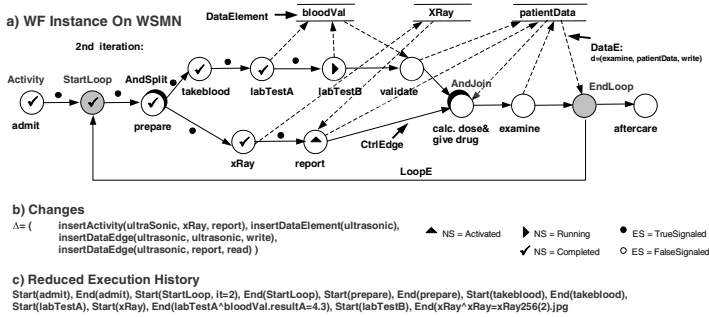 a) WF Instance On WSMN
DataElement
bloodVal
XRay
patientData
2nd iteration:
DataE:
d=(examine, patientData, write)
Activity
StartLoop
AndSplit
takeblood
labTestA
labTestB
validate
AndJoin
EndLoop
admit
prepare
calc. dose&
give drug
examine
aftercare
xRay
report
CtrlEdge
LoopE
b) Changes
Δ= ( insertActivity(ultraSonic, xRay, report), insertDataElement(ultrasonic),
insertDataEdge(ultrasonic, ultrasonic, write),
insertDataEdge(ultrasonic, report, read) )
NS = Activated
NS = Running
ES = TrueSignaled
NS = Completed
ES = FalseSignaled
c) Reduced Execution History
Start(admit), End(admit), Start(StartLoop, it=2), End(StartLoop), Start(prepare), End(prepare), Start(takeblood), End(takeblood),
Start(labTestA), Start(xRay), End(labTestA^bloodVal.resultA=4.3), Start(labTestB), End(xRay^xRay=xRay256(2).jpg